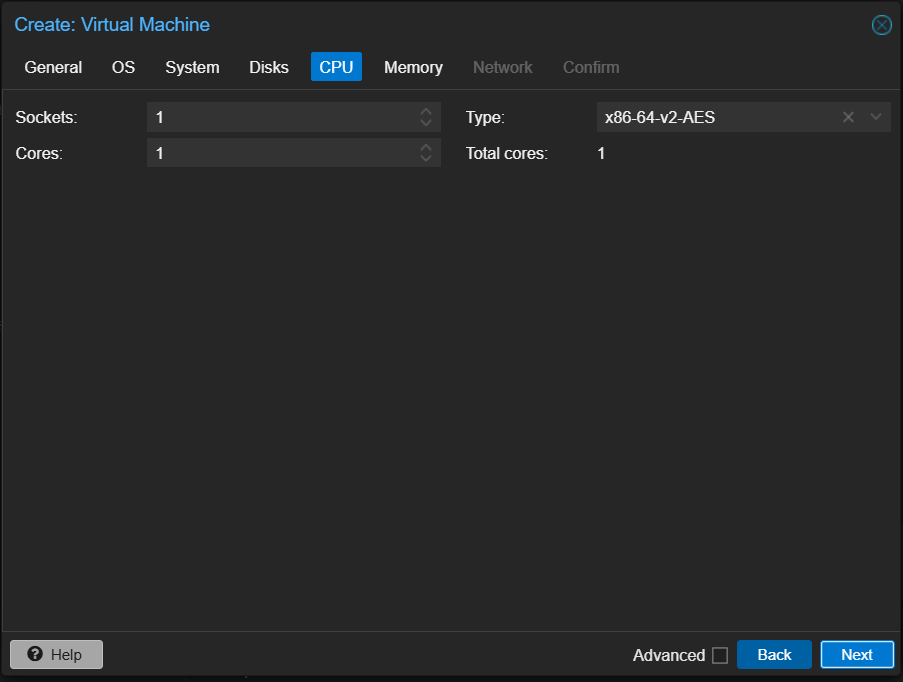 Create: Virtual Machine
General OS System Disks CPU Memory Network Confirm
Sockets: 1 Type: x86-64-v2-AES
Cores: 1 Total cores: 1
Help Advanced Back Next